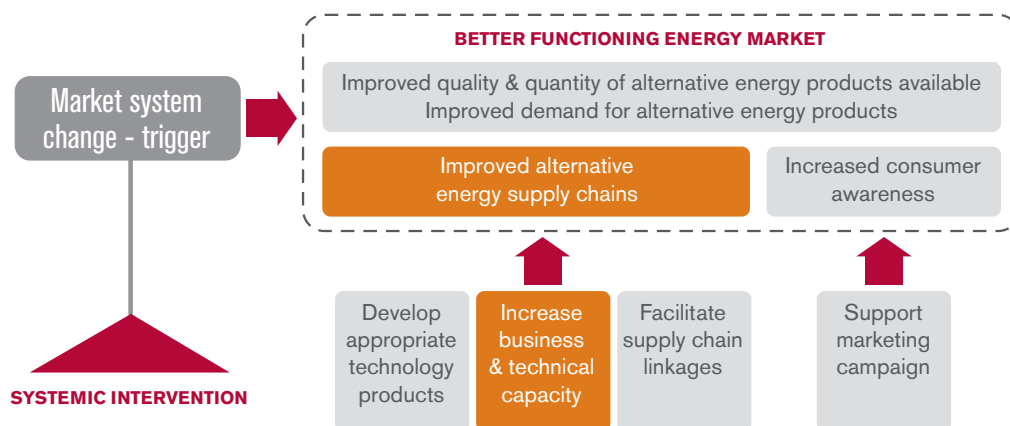 BETTER FUNCTIONING ENERGY MARKET
Market system
change - trigger
Improved quality & quantity of alternative energy products available
Improved demand for alternative energy products
Improved alternative
energy supply chains
Increased consumer
awareness
Develop
appropriate
technology
products
Increase
business
& technical
capacity
Facilitate
supply chain
linkages
Support
marketing
campaign
SYSTEMIC INTERVENTION